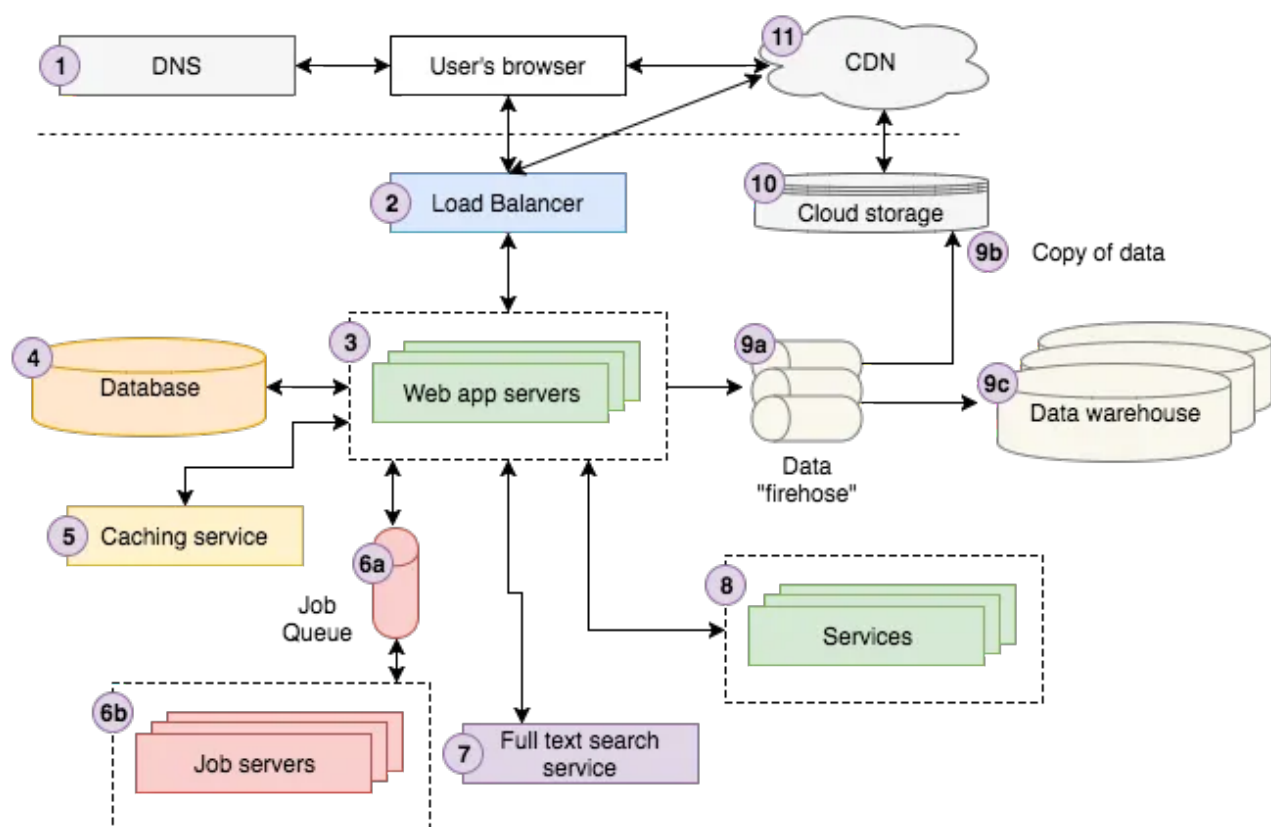 1
DNS
User's browser
11
CDN
2
Load Balancer
10
Cloud storage
9b
Copy of data
3
Web app servers
4
Database
9a
Data
"firehose"
9c
Data warehouse
5
Caching service
6a
Job
Queue
8
Services
6b
Job servers
7
Full text search
service